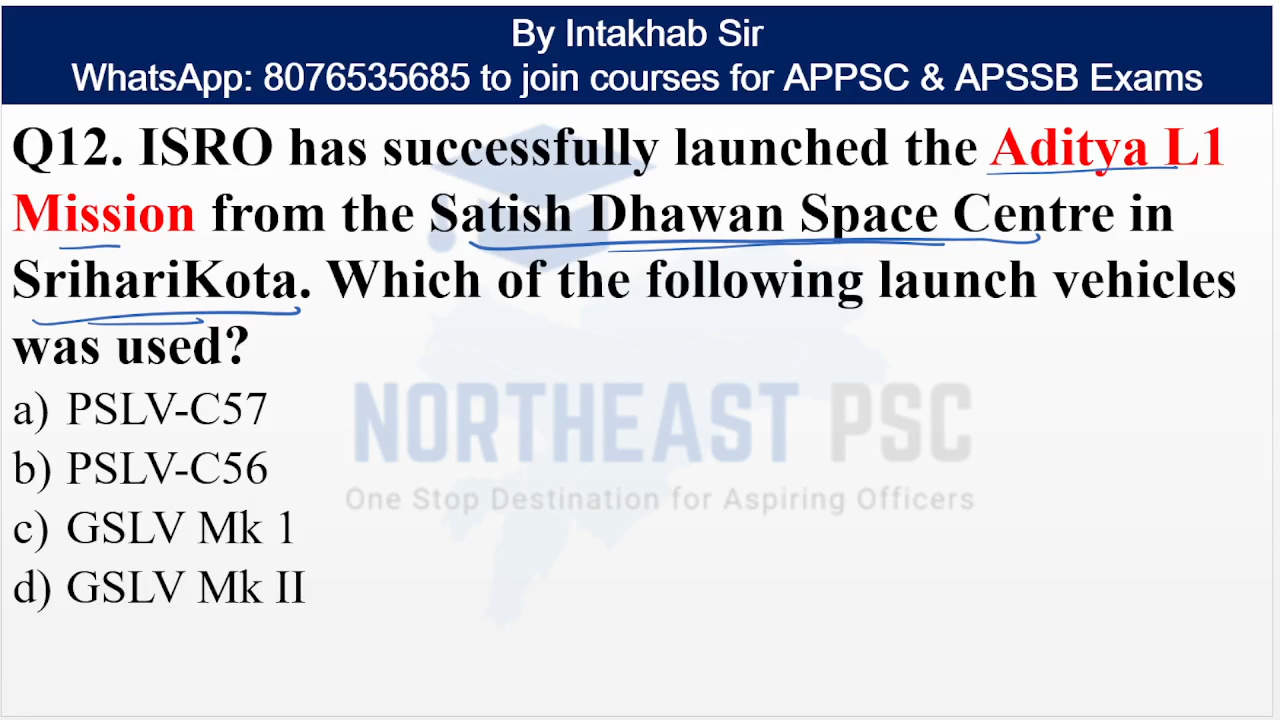 By Intakhab Sir
WhatsApp: 8076535685 to join courses for APPSC & APSSB Exams
Q12. ISRO has successfully launched the Aditya L1
Mission from the Satish Dhawan Space Centre in
SrihariKota. Which of the following launch vehicles
was used?
a) PSLV-C57
b) PSLV-C56
c) GSLV Mk 1
d) GSLV Mk II
NORTHEAST PSC
One Stop Destination for Aspiring Officers